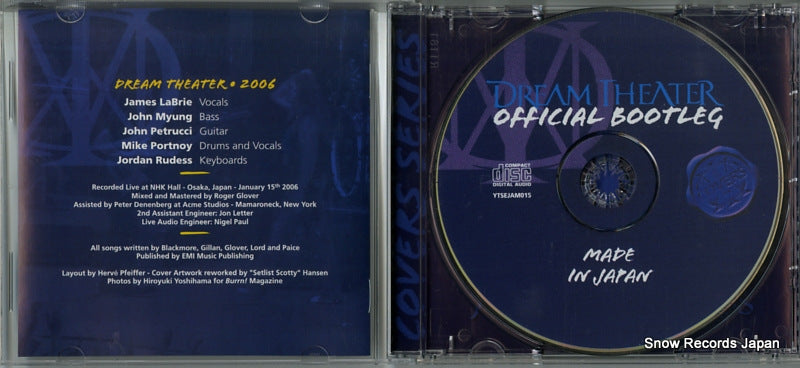 DREAM THEATER • 2006
James LaBrie Vocals
John Myung Bass
John Petrucci Guitar
Mike Portnoy Drums and Vocals
Jordan Rudess Keyboards
Recorded Live at NHK Hall - Osaka, Japan - January 15th 2006
Mixed and Mastered by Roger Glover
Assisted by Peter Denenberg at Acme Studios - Mamaroneck, New York
2nd Assistant Engineer: Jon Letter
Live Audio Engineer: Nigel Paul
All songs written by Blackmore, Gillan, Glover, Lord and Paice
Published by EMI Music Publishing
Layout by Hervé Pfeiffer - Cover Artwork reworked by "Setlist Scotty" Hansen
Photos by Hiroyuki Yoshihama for Burrn! Magazine
COVERS SERIES
DREAM THEATER
OFFICIAL BOOTLEG
COMPACT
disc
DIGITAL AUDIO
YTSEJAM015
MADE
IN JAPAN
Snow Records Japan